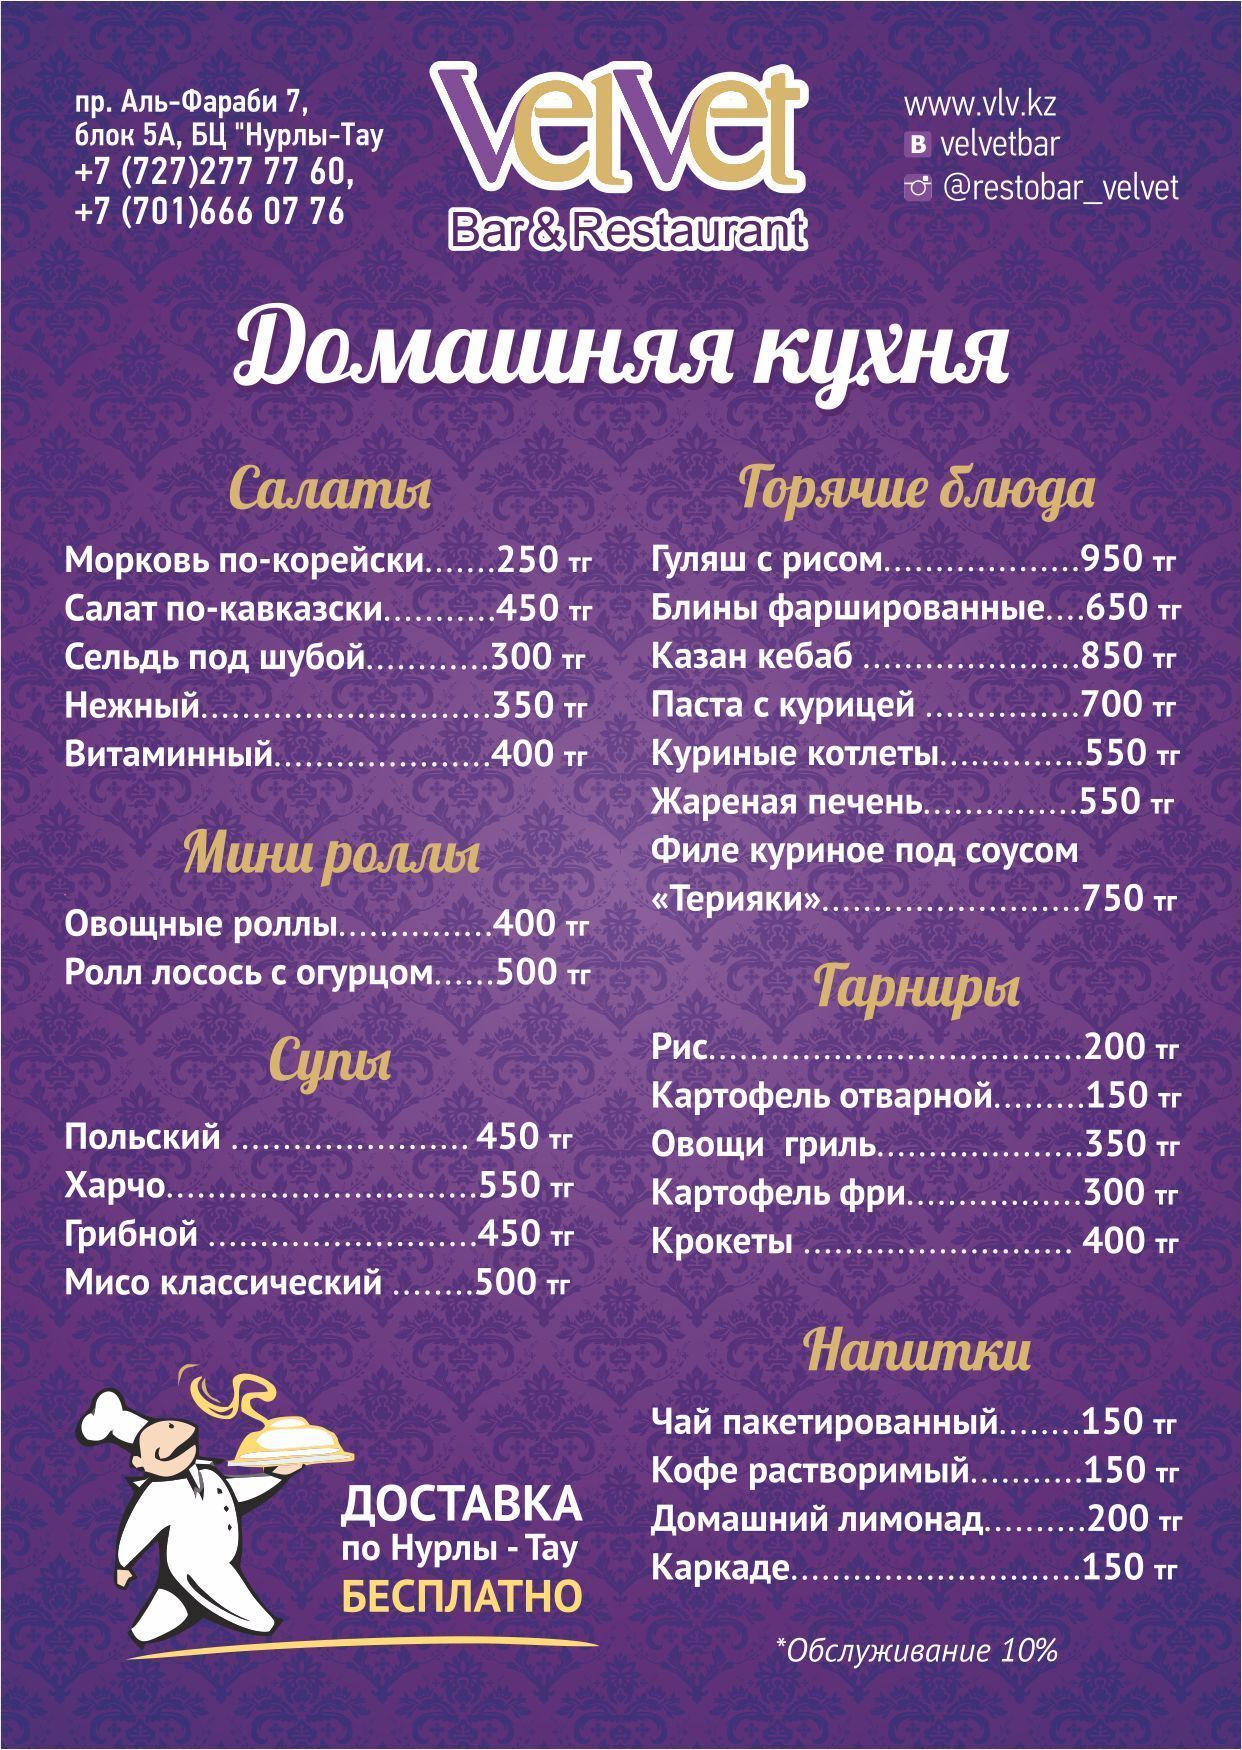 пр. Аль-Фараби 7,
блок 5А, БЦ "Нурлы-Тау
+7 (727)277 77 60,
+7 (701)666 07 76
Velvet
Bar & Restaurant
www.vlv.kz
B velvetbar
@restobar_velvet
Домашняя кухня
Салаты
Морковь по-корейски.......250 тг
Салат по-кавказски...........450 тг
Сельдь под шубой............300 тг
Нежный............................350 тг
Витаминный.....................400 тг
Мини роллы
Овощные роллы...............400 тг
Ролл лосось с огурцом......500 тг
Супы
Польский ....................... 450 тг
Харчо..............................550 тг
Грибной ..........................450 тг
Мисо классический ........500 тг
ДОСТАВКА
по Нурлы - Тау
БЕСПЛАТНО
Горячие блюда
Гуляш с рисом...................950 тг
Блины фаршированные....650 тг
Казан кебаб .....................850 тг
Паста с курицей ...............700 тг
Куриные котлеты..............550 тг
Жареная печень...............550 тг
Филе куриное под соусом
«Терияки».........................750 тг
Гарниры
Рис....................................200 тг
Картофель отварной.........150 тг
Овощи  гриль....................350 тг
Картофель фри.................300 тг
Крокеты .......................... 400 тг
Напитки
Чай пакетированный........150 тг
Кофе растворимый...........150 тг
Домашний лимонад..........200 тг
Каркаде............................150 тг
*Обслуживание 10%